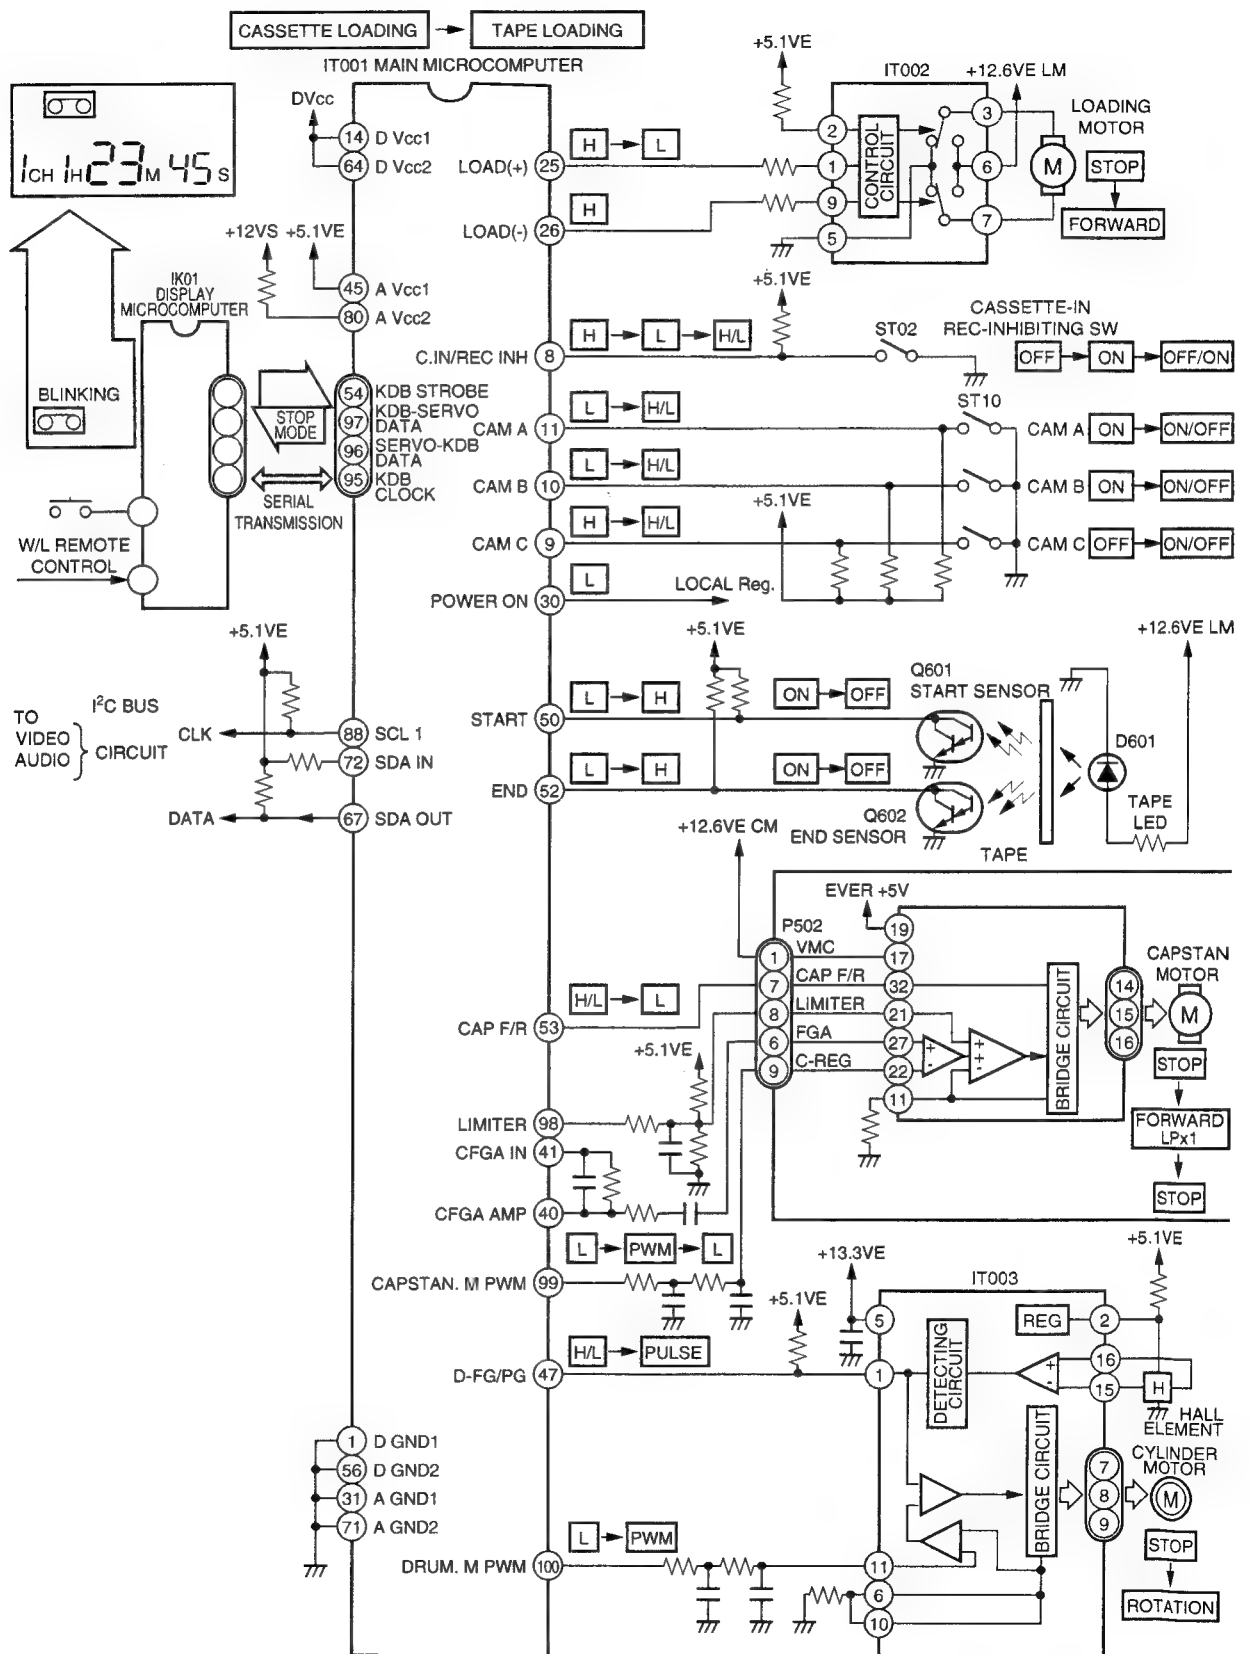 CASSETTE LOADING
TAPE LOADING
IT001 MAIN MICROCOMPUTER
1CH 1H 23M 45S
DVcc
14 D Vcc1
64 D Vcc2
+12VS +5.1VE
45 A Vcc1
80 A Vcc2
IK01
DISPLAY
MICROCOMPUTER
BLINKING
STOP
MODE
SERIAL
TRANSMISSION
54 KDB STROBE
97 KDB-SERVO
DATA
96 SERVO-KDB
DATA
95 KDB
CLOCK
W/L REMOTE
CONTROL
+5.1VE
I²C BUS
TO
VIDEO
AUDIO
CIRCUIT
CLK
88 SCL 1
72 SDA IN
DATA
67 SDA OUT
1 D GND1
56 D GND2
31 A GND1
71 A GND2
LOAD(+) 25
H L
LOAD(-) 26
H
+5.1VE
IT002
+12.6VE LM
2
1
9
5
CONTROL
CIRCUIT
3
6
7
LOADING
MOTOR
M
STOP
FORWARD
C.IN/REC INH 8
H L H/L
+5.1VE
ST02
CASSETTE-IN
REC-INHIBITING SW
OFF ON OFF/ON
CAM A 11
L H/L
ST10
CAM A ON ON/OFF
CAM B 10
L H/L
CAM B ON ON/OFF
+5.1VE
CAM C 9
H H/L
CAM C OFF ON/OFF
POWER ON 30
L
LOCAL Reg.
+5.1VE
+12.6VE LM
START 50
L H
ON OFF
Q601
START SENSOR
END 52
L H
ON OFF
Q602
END SENSOR
D601
TAPE
LED
TAPE
+12.6VE CM
EVER +5V
P502
19
1 VMC 17
7 CAP F/R 32
8 LIMITER 21
6 FGA 27
9 C-REG 22
11
+
-
+
+
-
BRIDGE CIRCUIT
14
15
16
CAPSTAN
MOTOR
M
STOP
FORWARD
LPx1
STOP
CAP F/R 53
H/L L
+5.1VE
LIMITER 98
CFGA IN 41
CFGA AMP 40
CAPSTAN. M PWM 99
L PWM L
+13.3VE
+5.1VE
IT003
+5.1VE
D-FG/PG 47
H/L PULSE
5
1
DETECTING
CIRCUIT
REG
2
16
15
+
-
H
HALL
ELEMENT
BRIDGE CIRCUIT
7
8
9
CYLINDER
MOTOR
M
STOP
ROTATION
DRUM. M PWM 100
L PWM
11
6
10